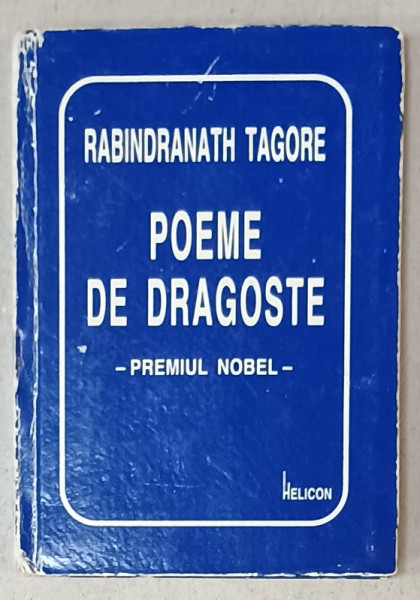 RABINDRANATH TAGORE
POEME
DE DRAGOSTE
– PREMIUL NOBEL –
HELICON